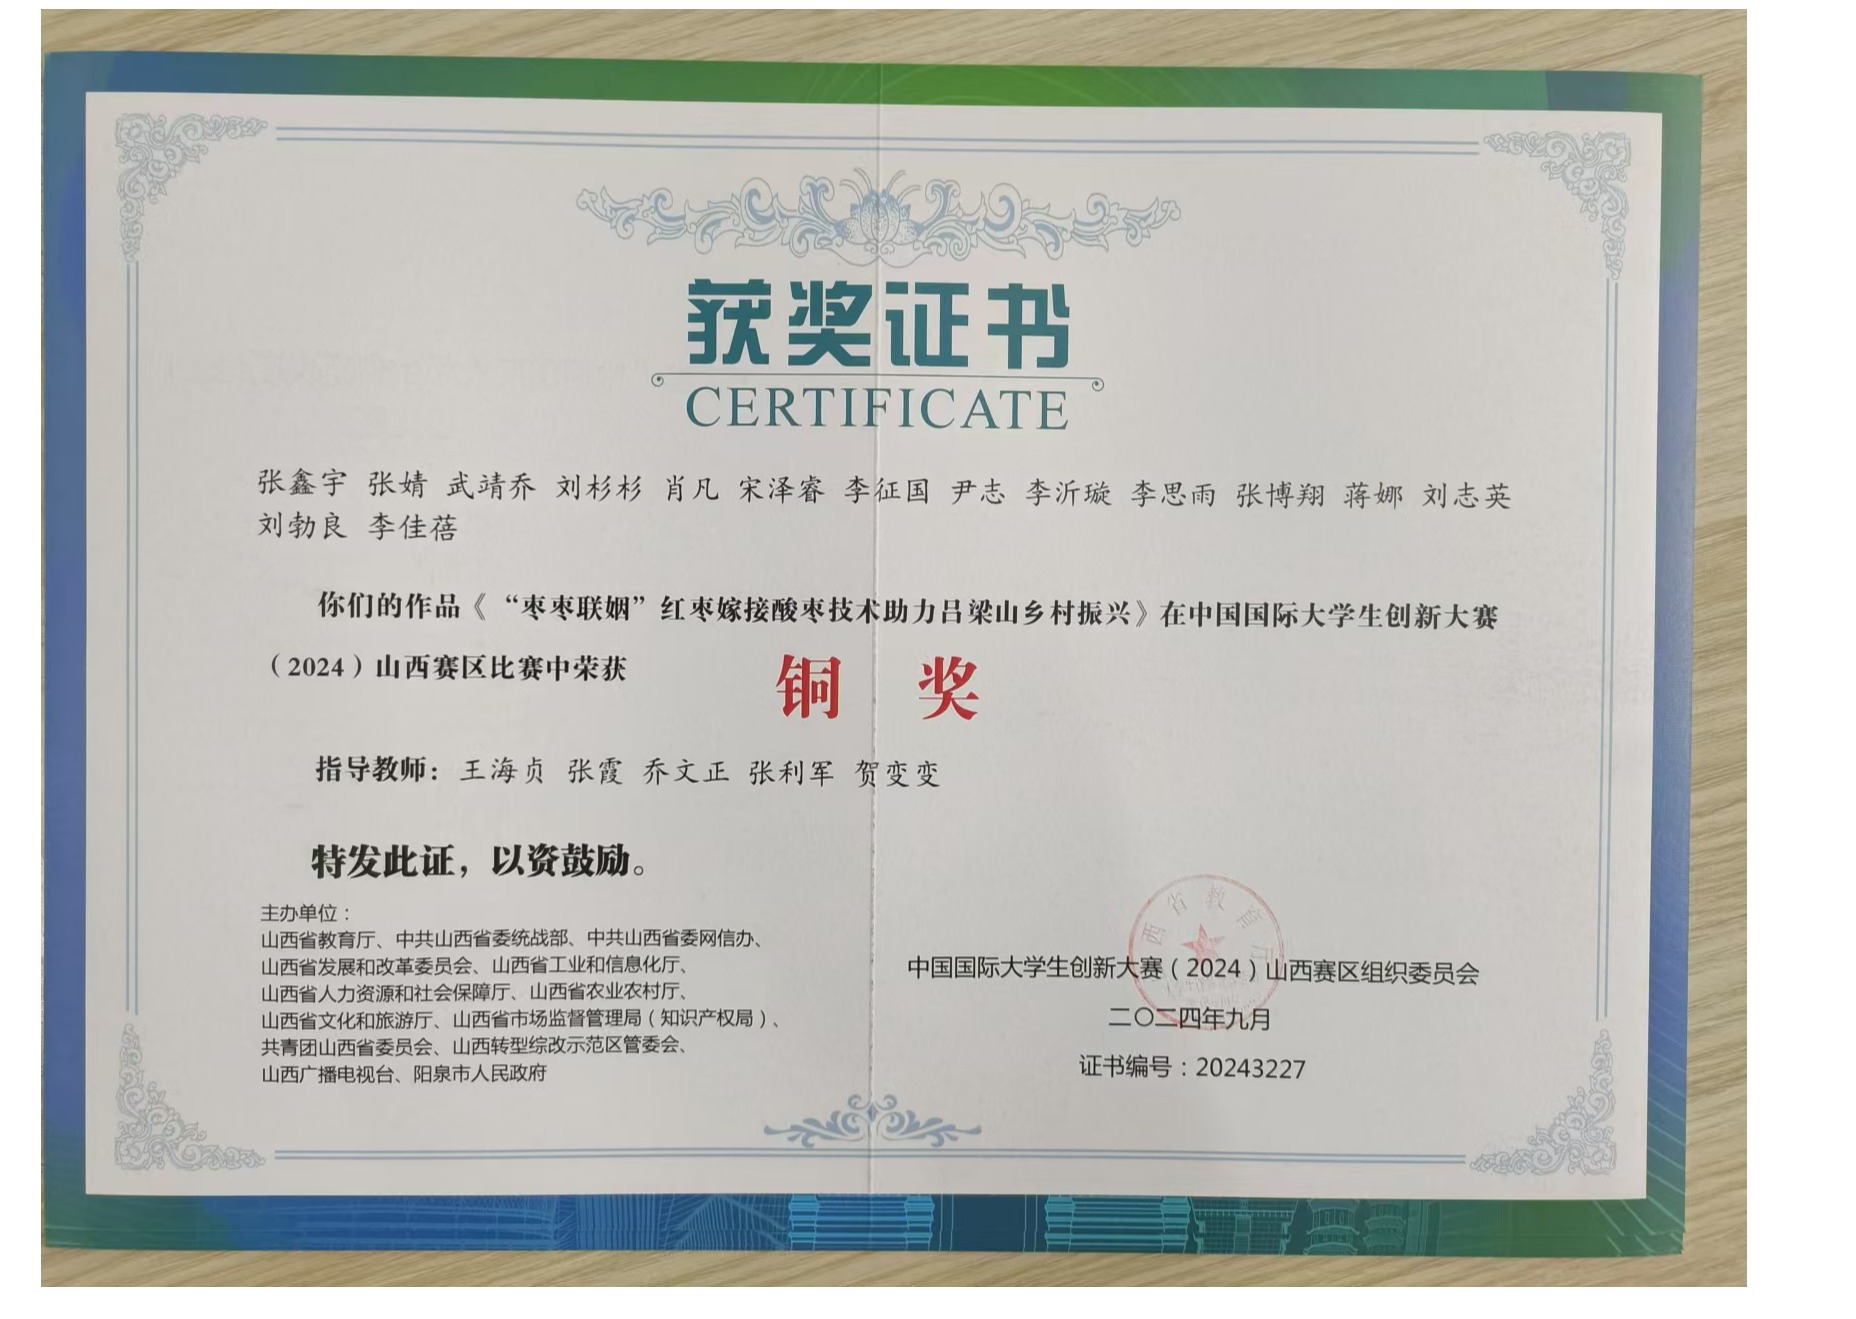 获奖证书
CERTIFICATE
张鑫宇 张婧 武靖乔 刘杉杉 肖凡 宋泽睿 李征国 尹志 李沂璇 李思雨 张博翔 蒋娜 刘志英
刘勃良 李佳蓓
你们的作品《“枣枣联姻”红枣嫁接酸枣技术助力吕梁山乡村振兴》在中国国际大学生创新大赛
（2024）山西赛区比赛中荣获 铜 奖
指导教师：王海贞 张霞 乔文正 张利军 贺变变
特发此证，以资鼓励。
主办单位：
山西省教育厅、中共山西省委统战部、中共山西省委网信办、
山西省发展和改革委员会、山西省工业和信息化厅、
山西省人力资源和社会保障厅、山西省农业农村厅、
山西省文化和旅游厅、山西省市场监督管理局（知识产权局）、
共青团山西省委员会、山西转型综改示范区管委会、
山西广播电视台、阳泉市人民政府
西省教育厅
中国国际大学生创新大赛（2024）山西赛区组织委员会
二〇二四年九月
证书编号：20243227